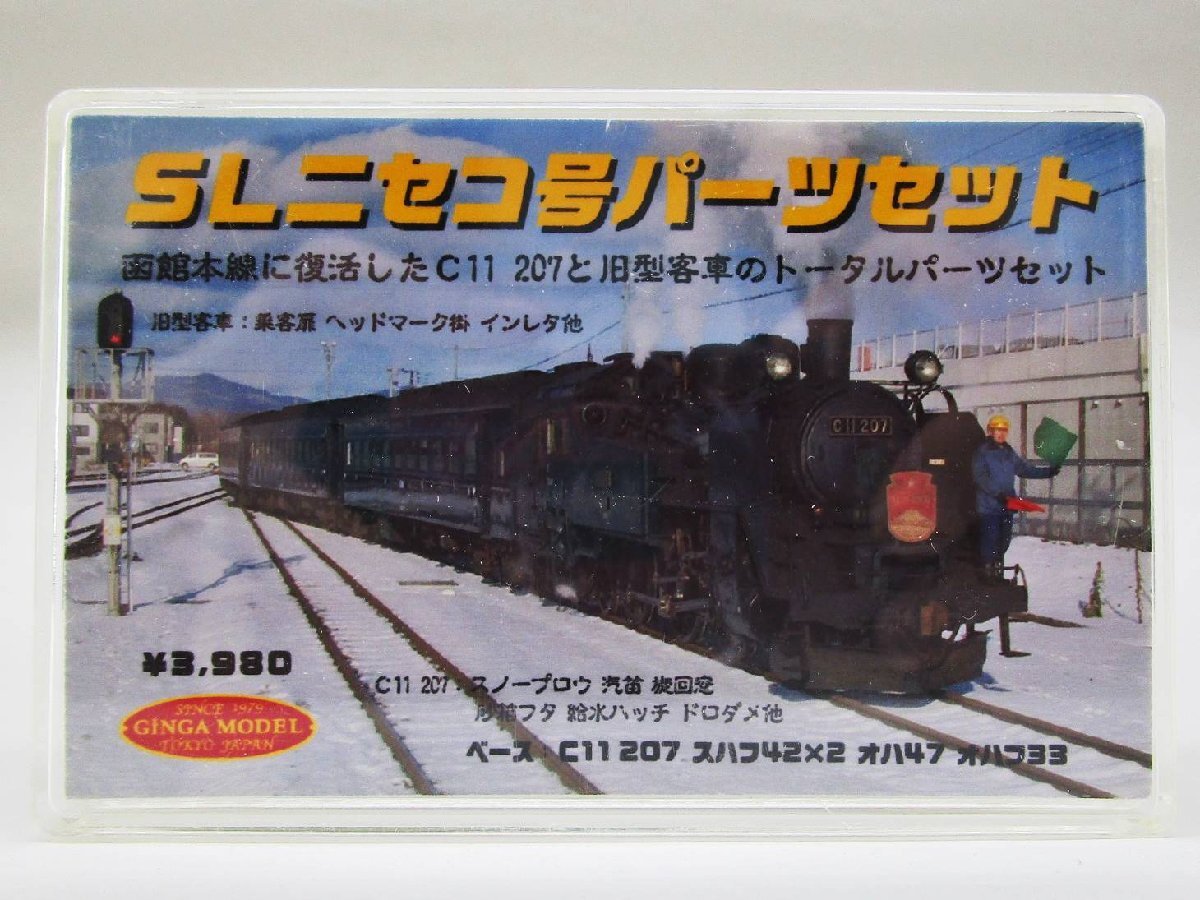 SLニセコ号パーツセット
函館本線に復活したC11 207と旧型客車のトータルパーツセット
旧型客車：乗客扉 ヘッドマーク掛 インレタ他
C11 207
¥3,980
SINCE 1979
GINGA MODEL
TOKYO JAPAN
C11 207：スノープロウ 汽笛 旋回窓
砂箱フタ 給水ハッチ ドロダメ他
ベース：C11 207 スハフ42×2 オハ47 オハフ33